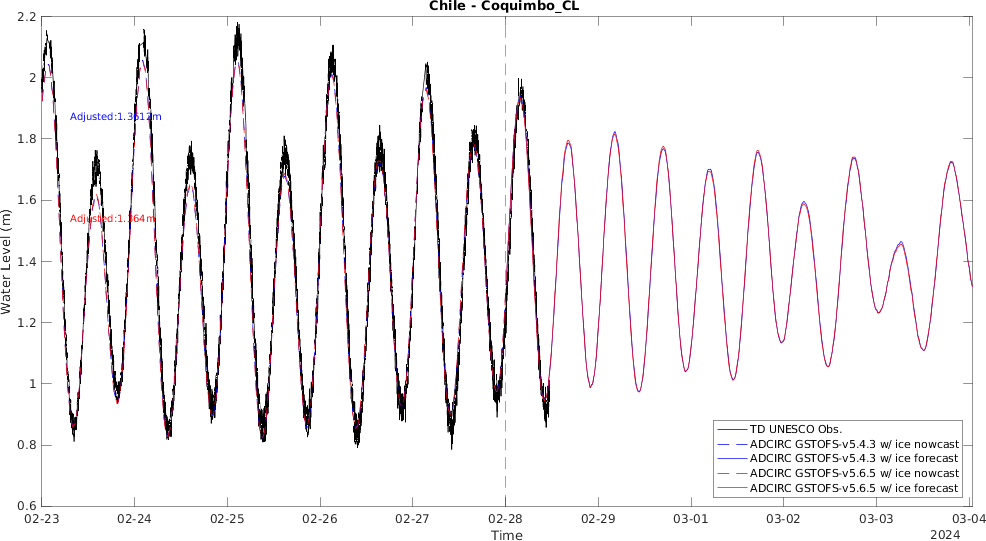 Chile - Coquimbo_CL
2.2
2
1.8
1.6
1.4
1.2
1
0.8
0.6
Water Level (m)
Adjusted:1.3612m
Adjusted:1.364m
TD UNESCO Obs.
ADCIRC GSTOFS-v5.4.3 w/ ice nowcast
ADCIRC GSTOFS-v5.4.3 w/ ice forecast
ADCIRC GSTOFS-v5.6.5 w/ ice nowcast
ADCIRC GSTOFS-v5.6.5 w/ ice forecast
02-23 02-24 02-25 02-26 02-27 02-28 02-29 03-01 03-02 03-03 03-04
Time
2024